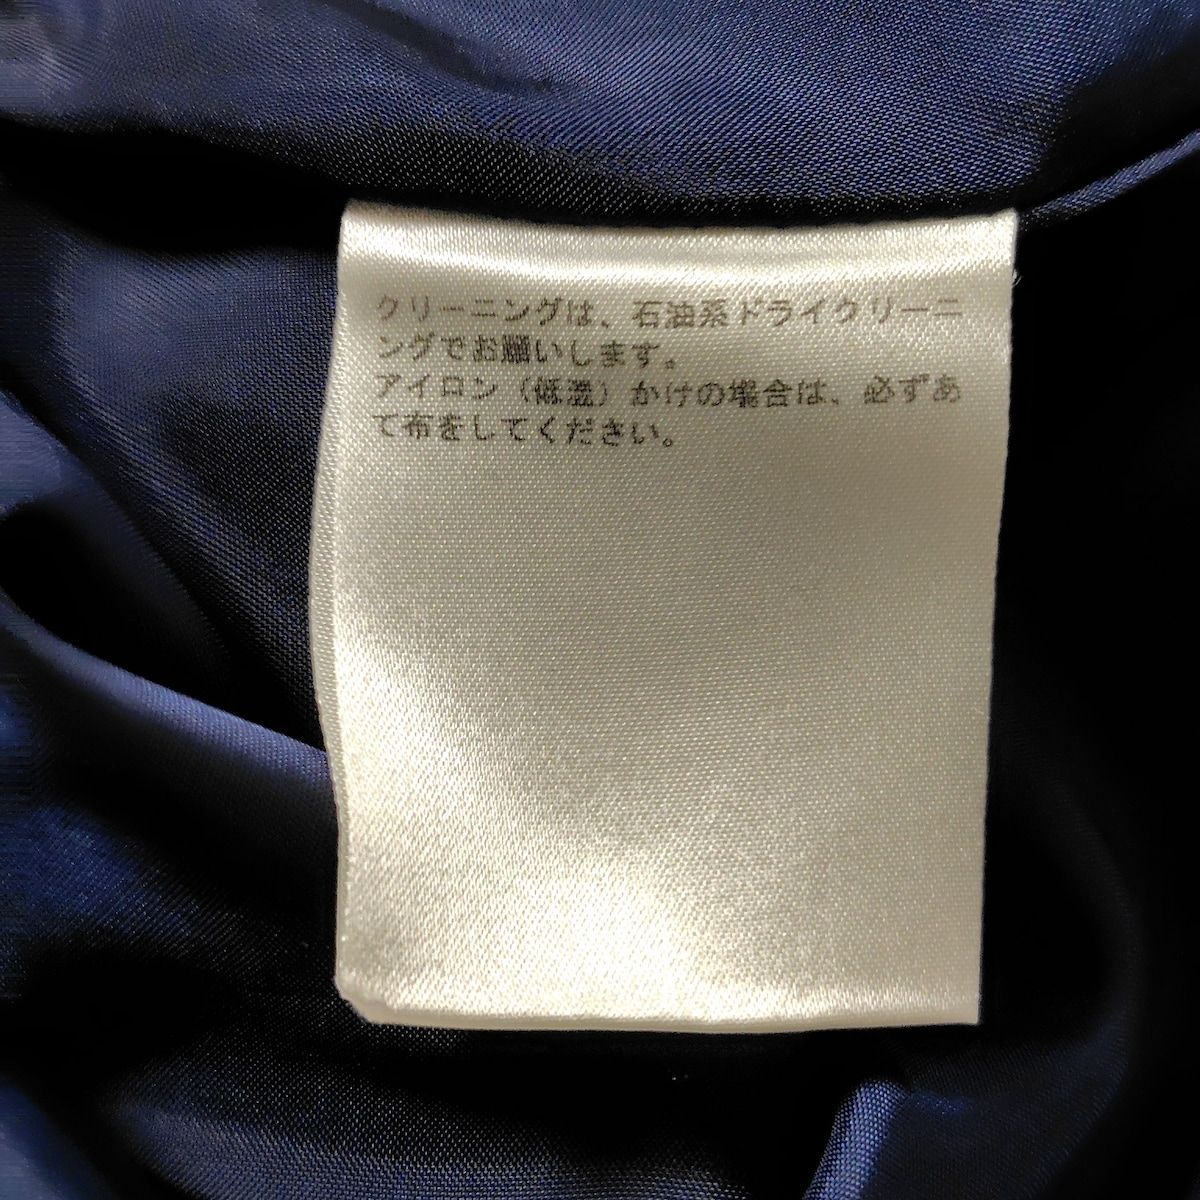 クリーニングは、石油系ドライクリーニ
ングでお願いします。
アイロン（低温）かけの場合は、必ずあ
て布をしてください。